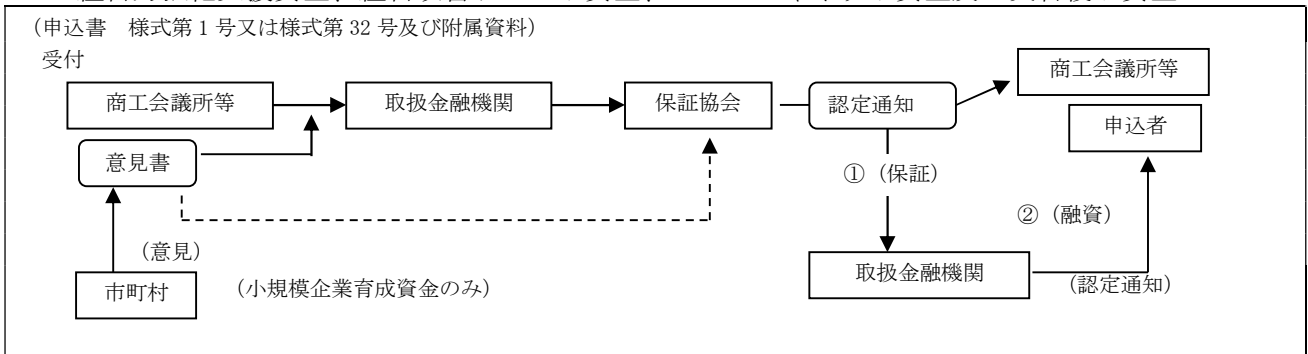 （申込書　様式第１号又は様式第 32 号及び附属資料）
受付
商工会議所等
取扱金融機関
保証協会
認定通知
商工会議所等
申込者
意見書
①（保証）
②（融資）
（意見）
市町村
（小規模企業育成資金のみ）
取扱金融機関
（認定通知）